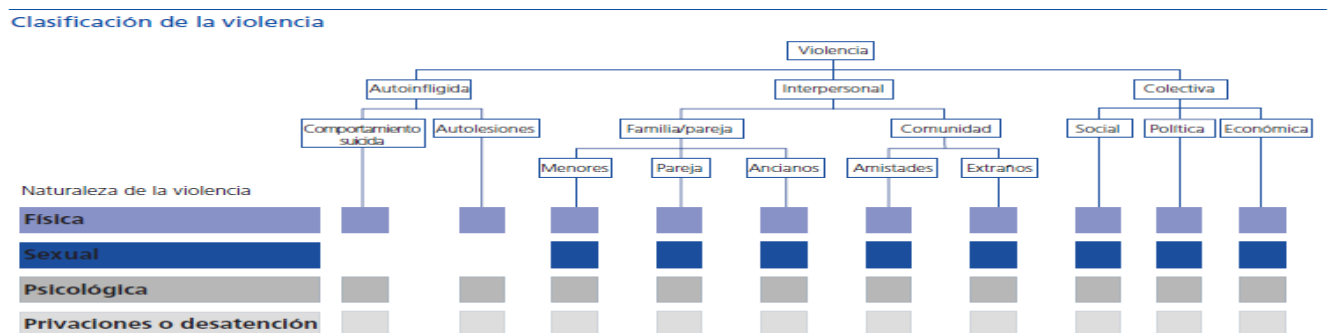 Clasificación de la violencia
Violencia
Autoinfligida
Interpersonal
Colectiva
Comportamiento
suicida
Autolesiones
Familia/pareja
Comunidad
Social
Política
Económica
Menores
Pareja
Ancianos
Amistades
Extraños
Naturaleza de la violencia
Física
Sexual
Psicológica
Privaciones o desatención